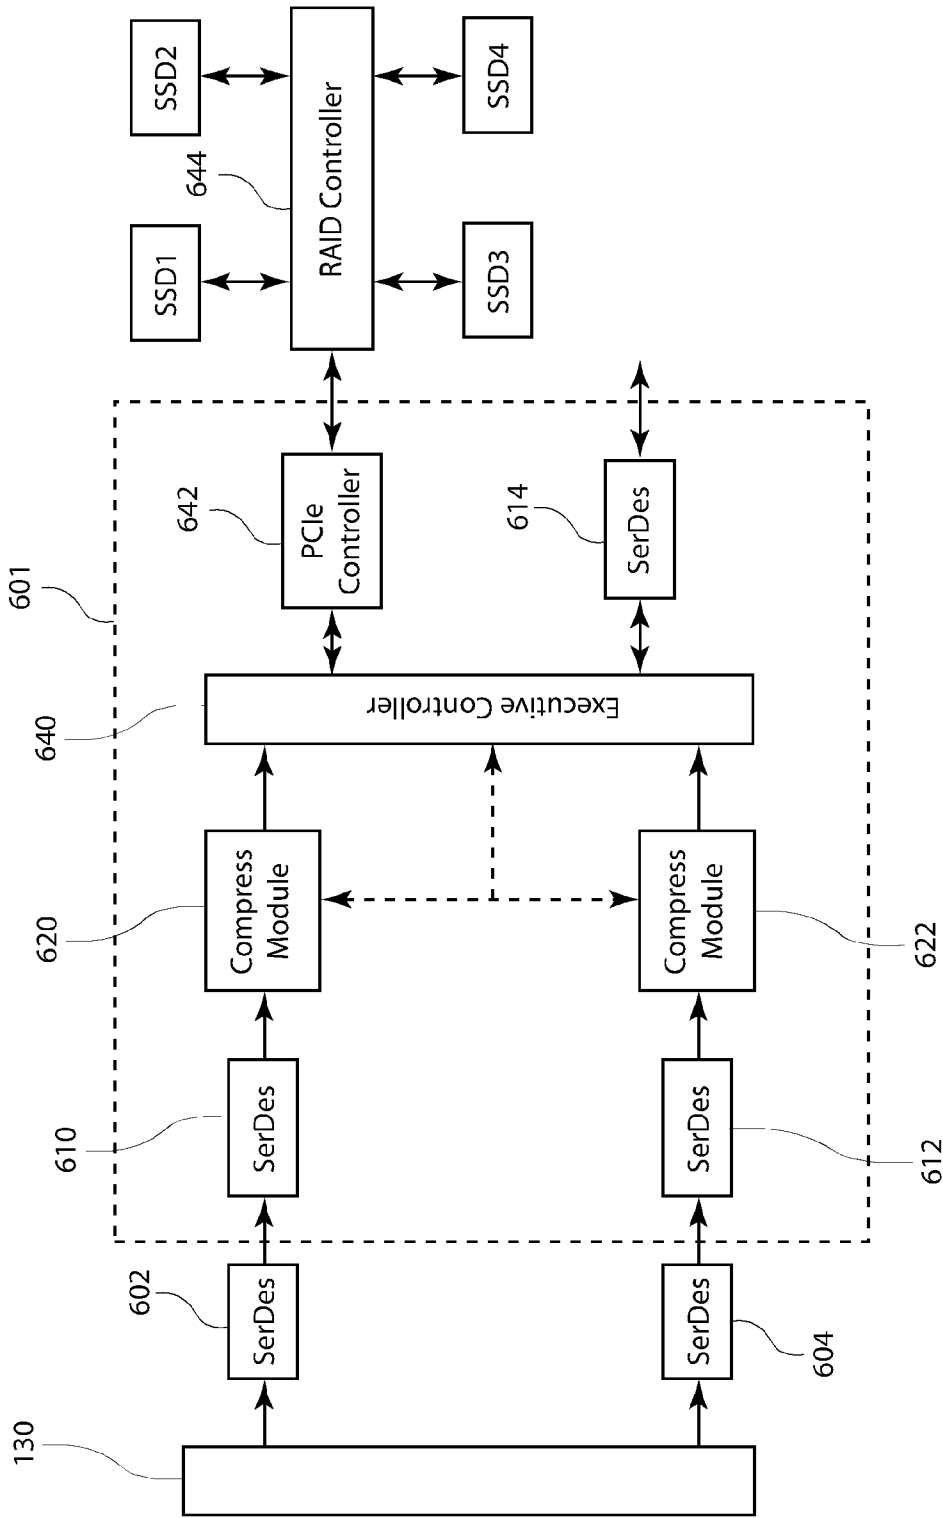 SSD2
SSD4
RAID Controller
644
SSD1
SSD3
642
PCIe
Controller
614
SerDes
601
640
Executive Controller
620
Compress
Module
Compress
Module
622
610
SerDes
SerDes
612
602
SerDes
SerDes
604
130